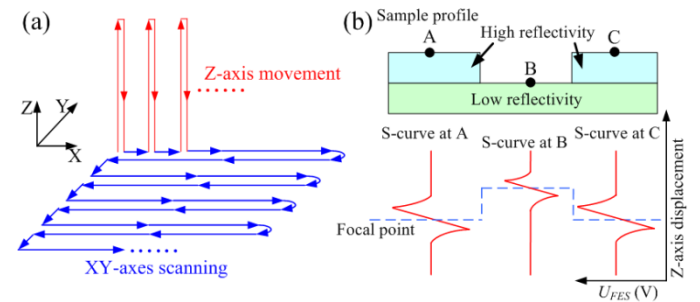 (a)
Z-axis movement
Z
Y
X
XY-axes scanning
(b)
Sample profile
A
High reflectivity
C
B
Low reflectivity
S-curve at A
S-curve at B
S-curve at C
Focal point
Z-axis displacement
U_FES (V)